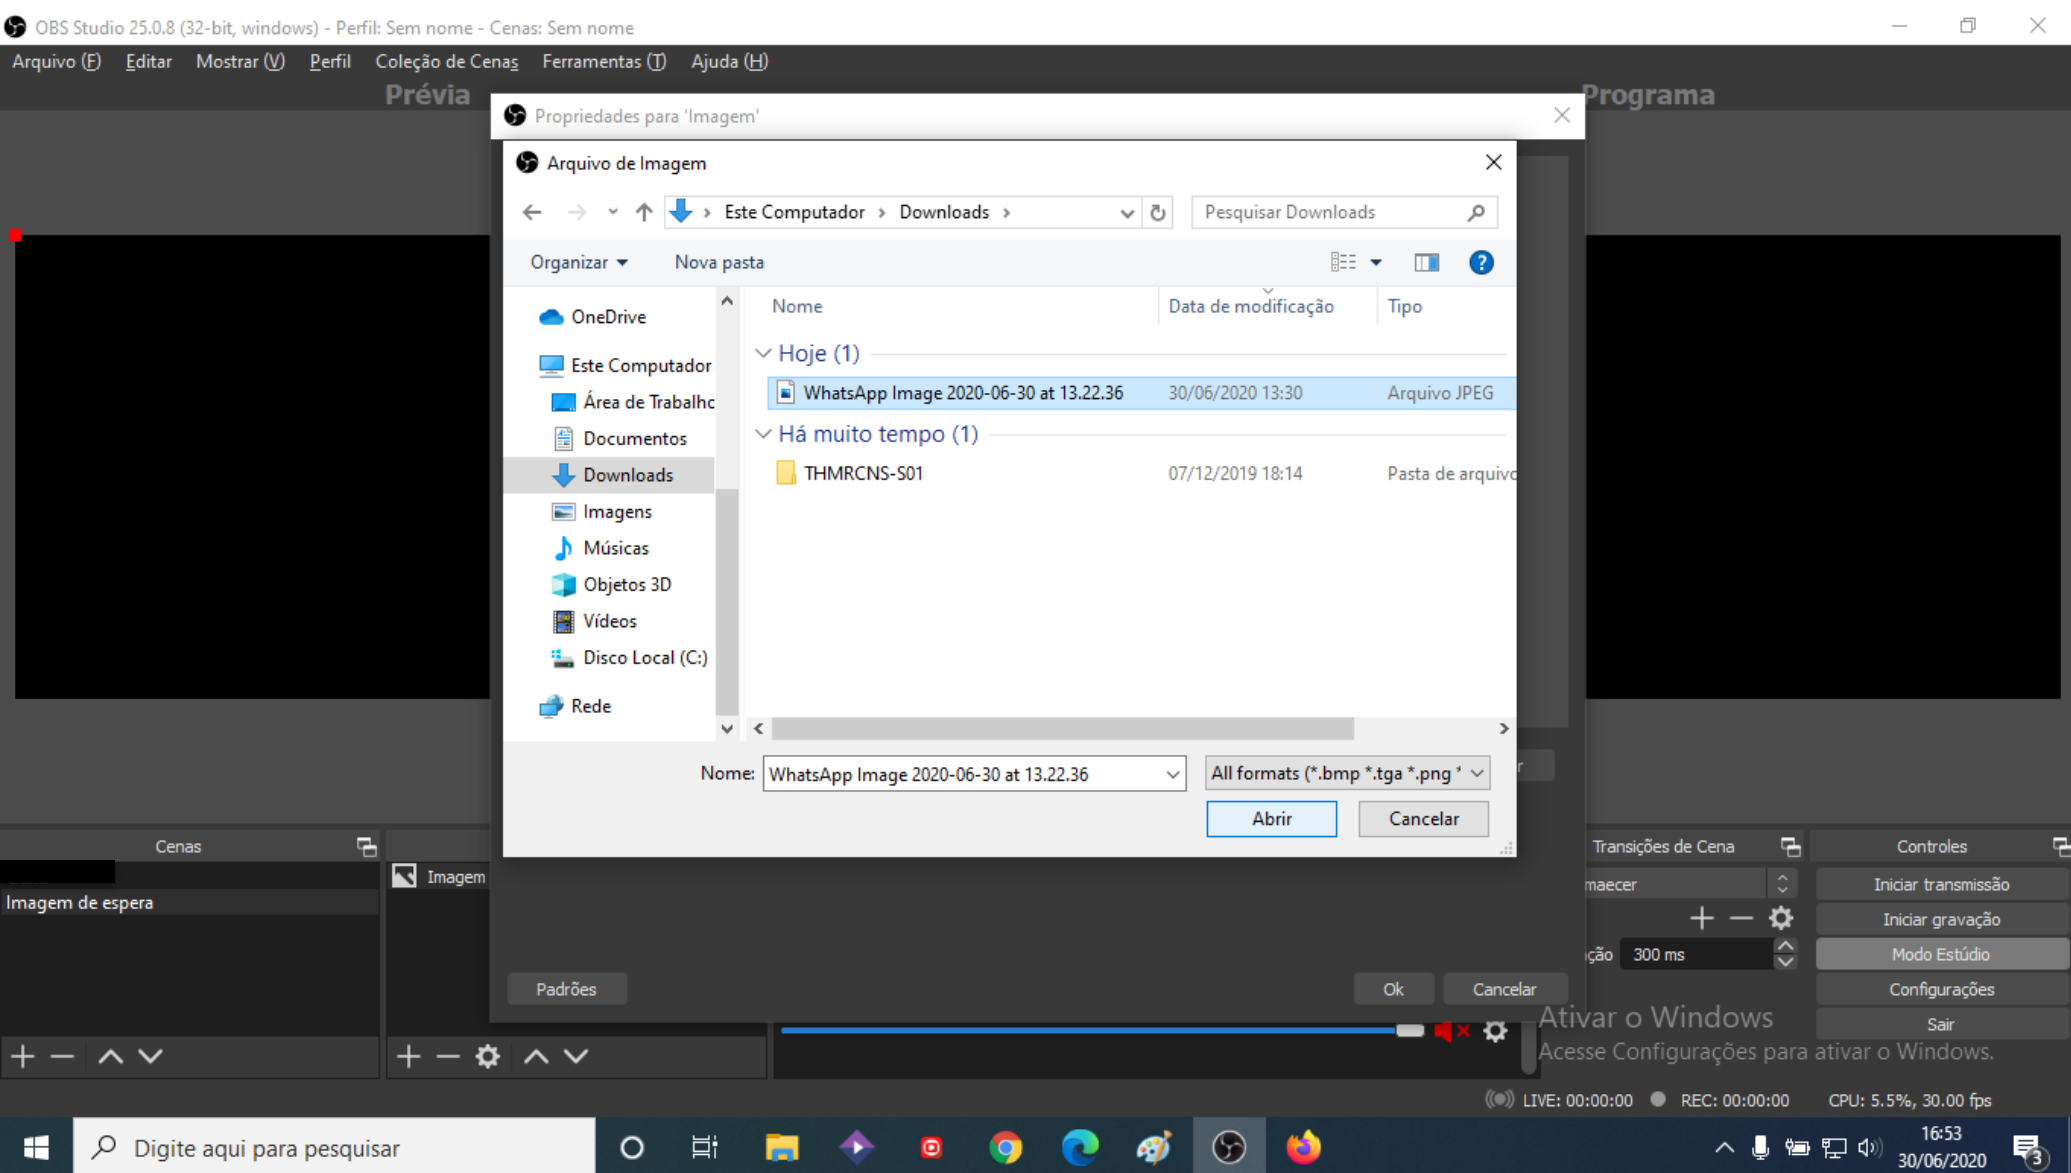 OBS Studio 25.0.8 (32-bit, windows) - Perfil: Sem nome - Cenas: Sem nome
Arquivo (F) Editar Mostrar (V) Perfil Coleção de Cenas Ferramentas (T) Ajuda (H)
Prévia
Programa
Propriedades para 'Imagem'
Arquivo de Imagem
Este Computador Downloads
Pesquisar Downloads
Organizar
Nova pasta
?
Nome Data de modificação Tipo
OneDrive
Este Computador
Área de Trabalho
Documentos
Downloads
Imagens
Músicas
Objetos 3D
Vídeos
Disco Local (C:)
Rede
Hoje (1)
WhatsApp Image 2020-06-30 at 13.22.36 30/06/2020 13:30 Arquivo JPEG
Há muito tempo (1)
THMRCNS-S01 07/12/2019 18:14 Pasta de arquivo
Nome: WhatsApp Image 2020-06-30 at 13.22.36 All formats (*.bmp *.tga *.png *
Abrir Cancelar
Cenas
Imagem de espera
Imagem
Padrões
Ok
Cancelar
Transições de Cena
maecer
ção 300 ms
Controles
Iniciar transmissão
Iniciar gravação
Modo Estúdio
Configurações
Sair
Ativar o Windows
Acesse Configurações para ativar o Windows.
LIVE: 00:00:00 REC: 00:00:00 CPU: 5.5%, 30.00 fps
Digite aqui para pesquisar
16:53
30/06/2020
3